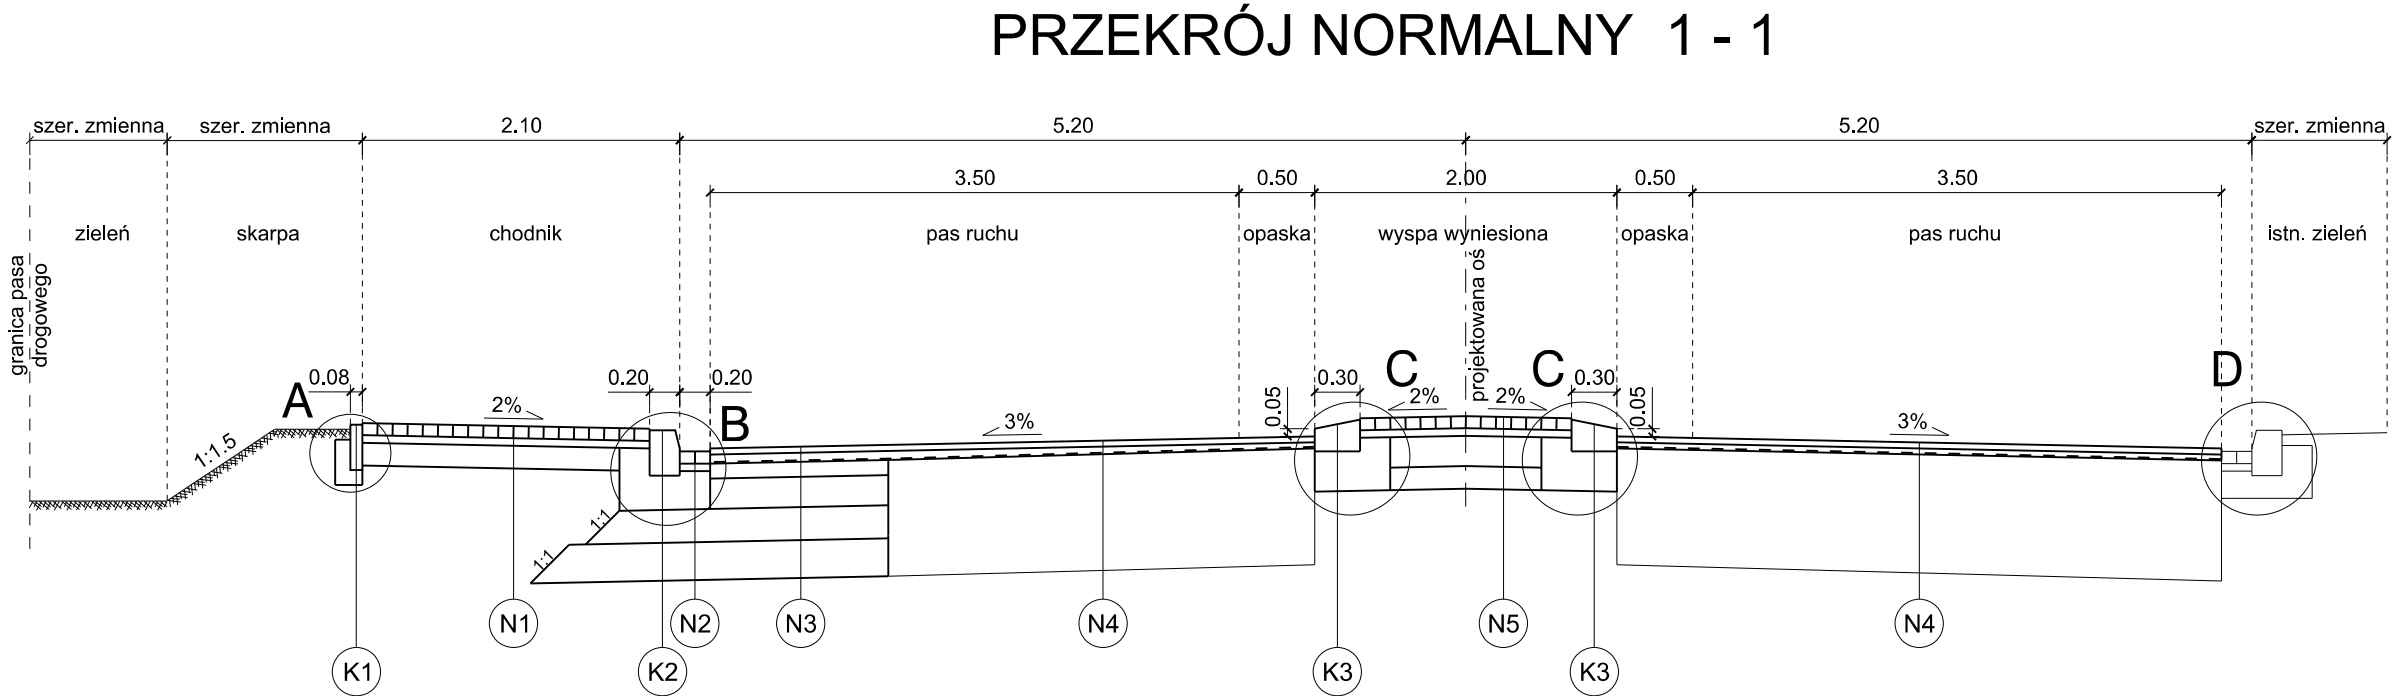 PRZEKRÓJ NORMALNY 1 - 1
szer. zmienna szer. zmienna 2.10 5.20 5.20 szer. zmienna
3.50 0.50 2.00 0.50 3.50
zieleń skarpa chodnik pas ruchu opaska wyspa wyniesiona opaska pas ruchu istn. zieleń
granica pasa
drogowego
projektowana oś
0.08 0.20 0.20 0.30 0.30
A B C C D
0.05 0.05
2% 3% 2% 2% 3%
1:1.5
1:1
1:1
N1 N2 N3 N4 N5 N4
K1 K2 K3 K3